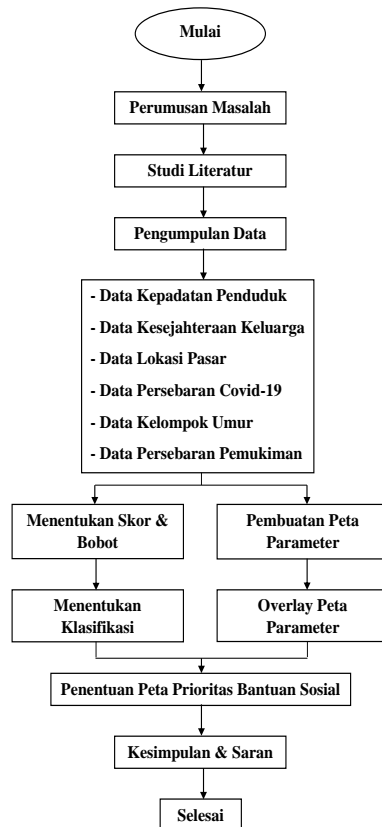 Mulai
Perumusan Masalah
Studi Literatur
Pengumpulan Data
- Data Kepadatan Penduduk
- Data Kesejahteraan Keluarga
- Data Lokasi Pasar
- Data Persebaran Covid-19
- Data Kelompok Umur
- Data Persebaran Pemukiman
Menentukan Skor &
Bobot
Pembuatan Peta
Parameter
Menentukan
Klasifikasi
Overlay Peta
Parameter
Penentuan Peta Prioritas Bantuan Sosial
Kesimpulan & Saran
Selesai